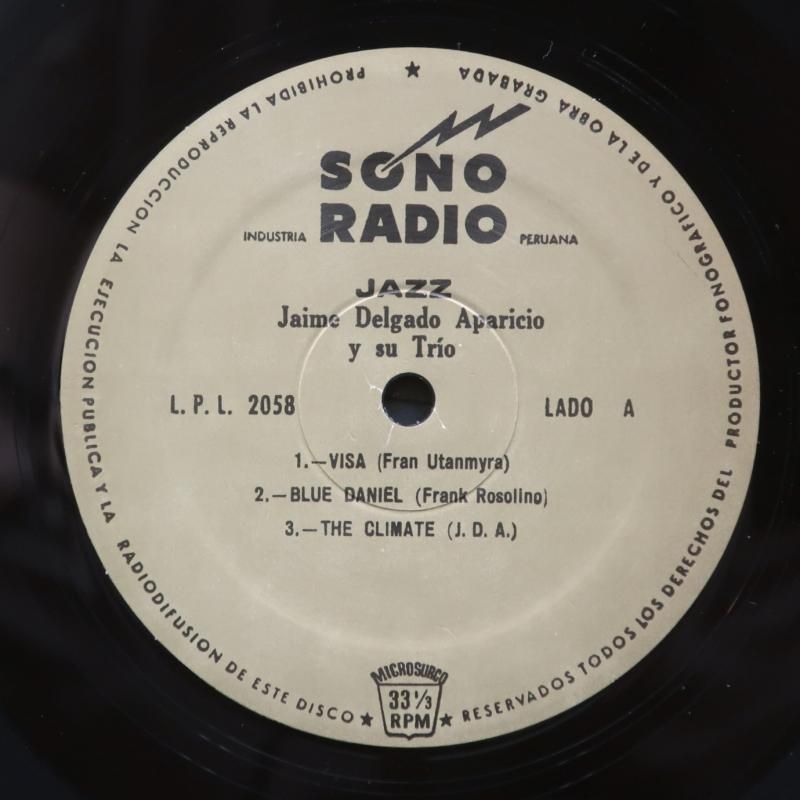 SONO
RADIO
INDUSTRIA PERUANA
JAZZ
Jaime Delgado Aparicio
y su Trío
L. P. L. 2058
LADO A
1.—VISA (Fran Utanmyra)
2.—BLUE DANIEL (Frank Rosolino)
3.—THE CLIMATE (J. D. A.)
MICROSURCO
33 1/3
RPM
★ RESERVADOS TODOS LOS DERECHOS DEL PRODUCTOR FONOGRAFICO Y DE LA OBRA GRABADA ★ PROHIBIDA LA REPRODUCCION LA EJECUCION PUBLICA Y LA RADIODIFUSION DE ESTE DISCO ★